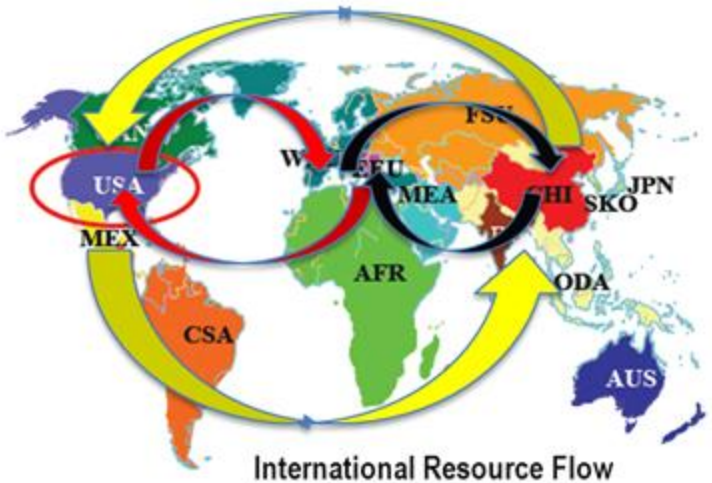 FSU
EEU
USA
MEA
CHI
JPN
SKO
MEX
AFR
ODA
CSA
AUS
International Resource Flow